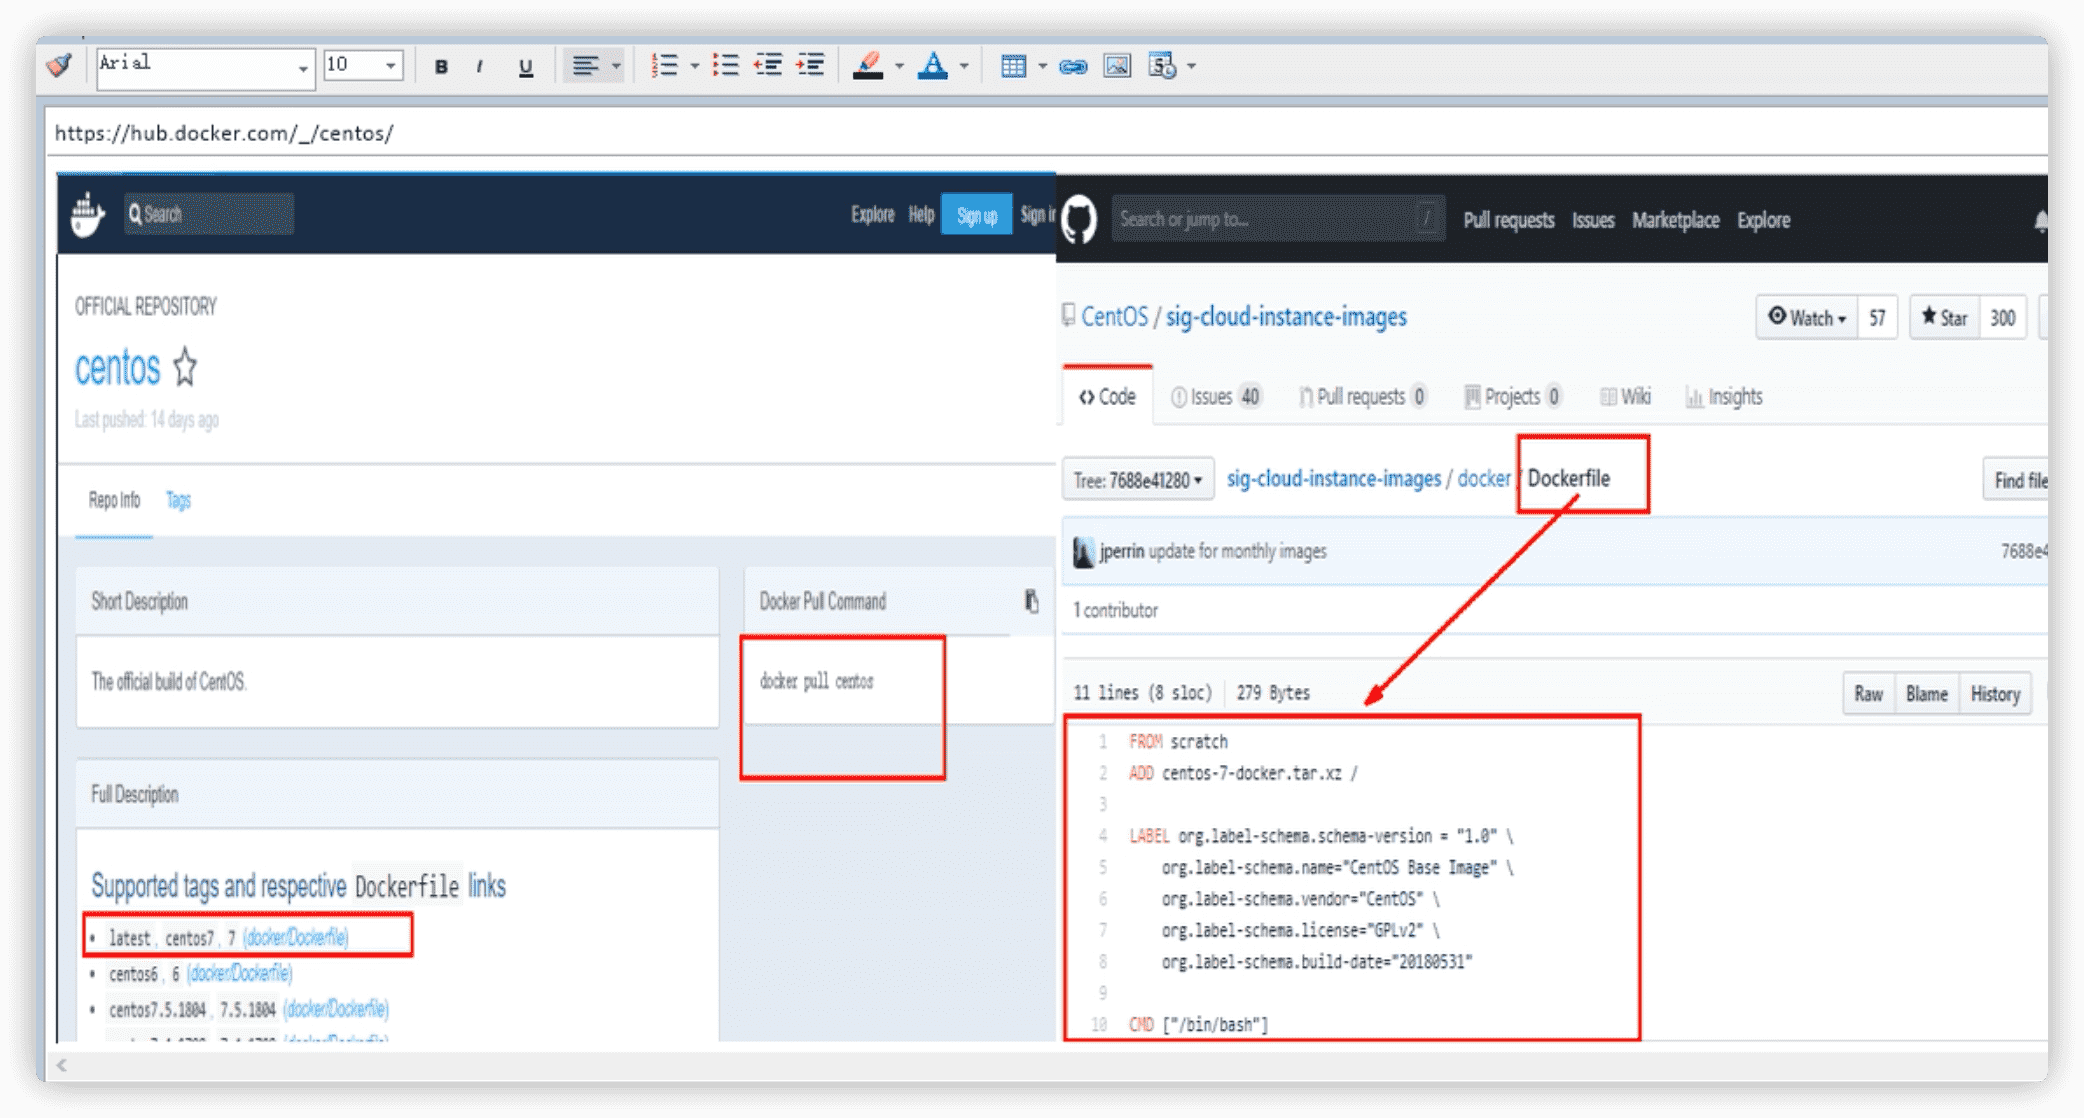 Arial
10
B I U
https://hub.docker.com/_/centos/
Search
Explore Help Sign up Sign in
OFFICIAL REPOSITORY
centos
Last pushed: 14 days ago
Repo Info Tags
Short Description
The official build of CentOS.
Full Description
Supported tags and respective Dockerfile links
• latest, centos7, 7 (docker/Dockerfile)
• centos6, 6 (docker/Dockerfile)
• centos7.5.1804, 7.5.1804 (docker/Dockerfile)
Docker Pull Command
docker pull centos
Search or jump to... /
Pull requests Issues Marketplace Explore
CentOS / sig-cloud-instance-images
Watch 57 Star 300
Code Issues 40 Pull requests 0 Projects 0 Wiki Insights
Tree: 7688e41280 sig-cloud-instance-images / docker / Dockerfile Find file
jperrin update for monthly images 7688e4
1 contributor
11 lines (8 sloc) 279 Bytes Raw Blame History
1 FROM scratch
2 ADD centos-7-docker.tar.xz /
3
4 LABEL org.label-schema.schema-version = "1.0" \
5 org.label-schema.name="CentOS Base Image" \
6 org.label-schema.vendor="CentOS" \
7 org.label-schema.license="GPLv2" \
8 org.label-schema.build-date="20180531"
9
10 CMD ["/bin/bash"]